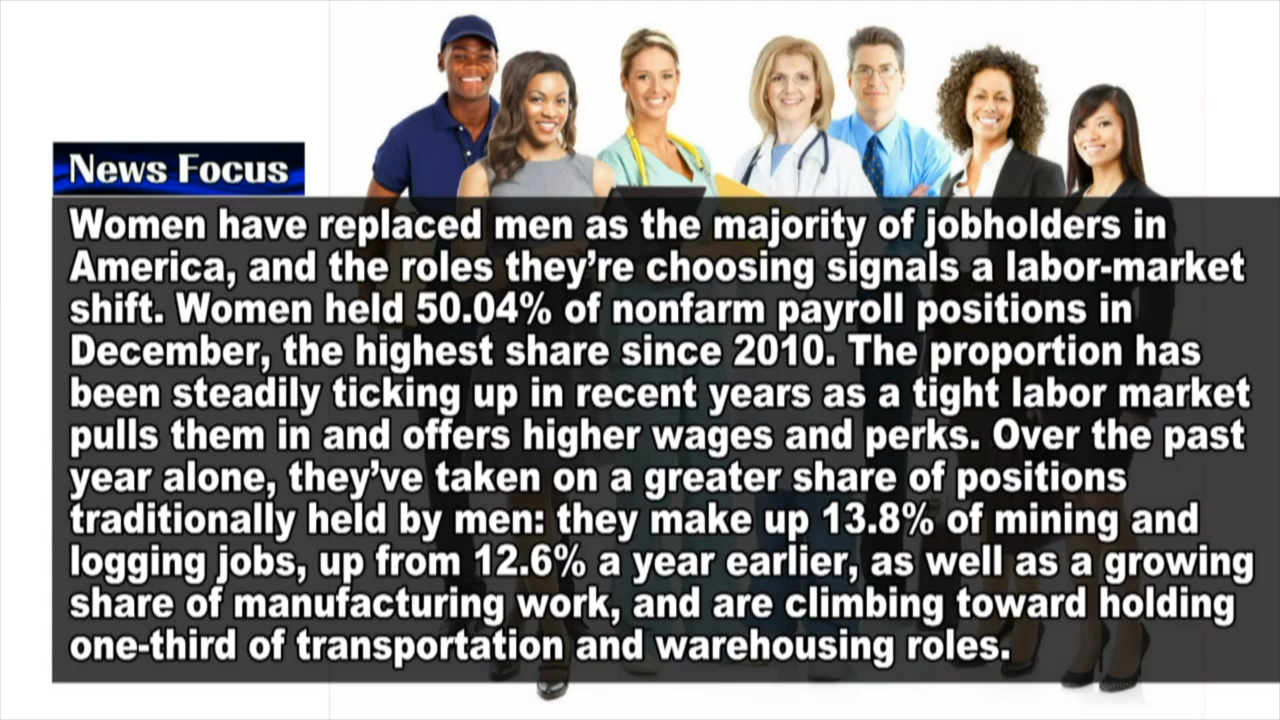 News Focus
Women have replaced men as the majority of jobholders in
America, and the roles they’re choosing signals a labor-market
shift. Women held 50.04% of nonfarm payroll positions in
December, the highest share since 2010. The proportion has
been steadily ticking up in recent years as a tight labor market
pulls them in and offers higher wages and perks. Over the past
year alone, they’ve taken on a greater share of positions
traditionally held by men: they make up 13.8% of mining and
logging jobs, up from 12.6% a year earlier, as well as a growing
share of manufacturing work, and are climbing toward holding
one-third of transportation and warehousing roles.